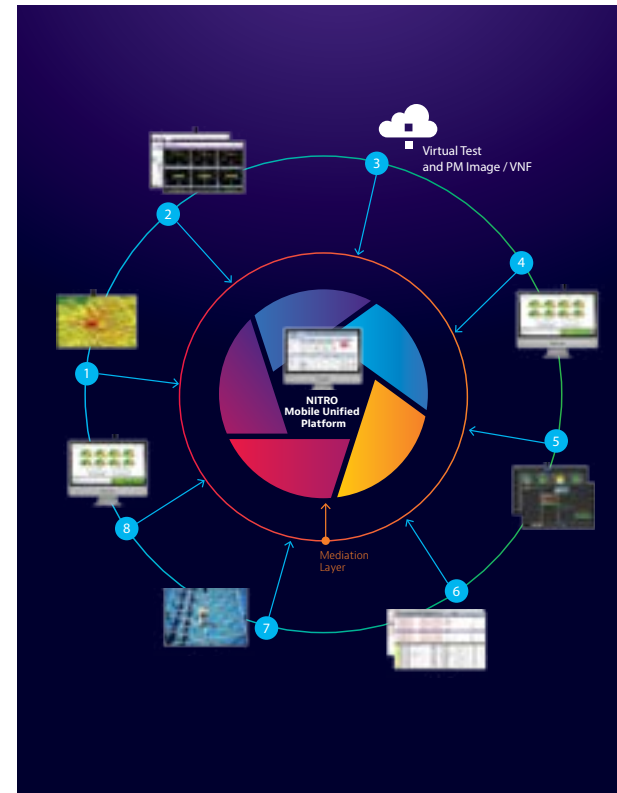 3
Virtual Test
and PM Image / VNF
2
4
1
NITRO
Mobile Unified
Platform
5
8
Mediation
Layer
6
7